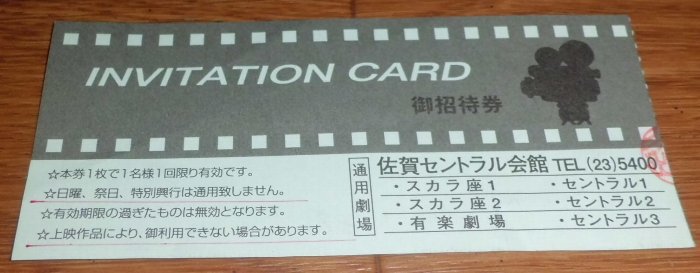 INVITATION CARD
御招待券
☆本券1枚で1名様1回限り有効です。
☆日曜、祭日、特別興行は通用致しません。
☆有効期限の過ぎたものは無効となります。
☆上映作品により、御利用できない場合があります。
通用劇場
佐賀セントラル会館 TEL(23)5400
・スカラ座1 ・セントラル1
・スカラ座2 ・セントラル2
・有楽劇場 ・セントラル3